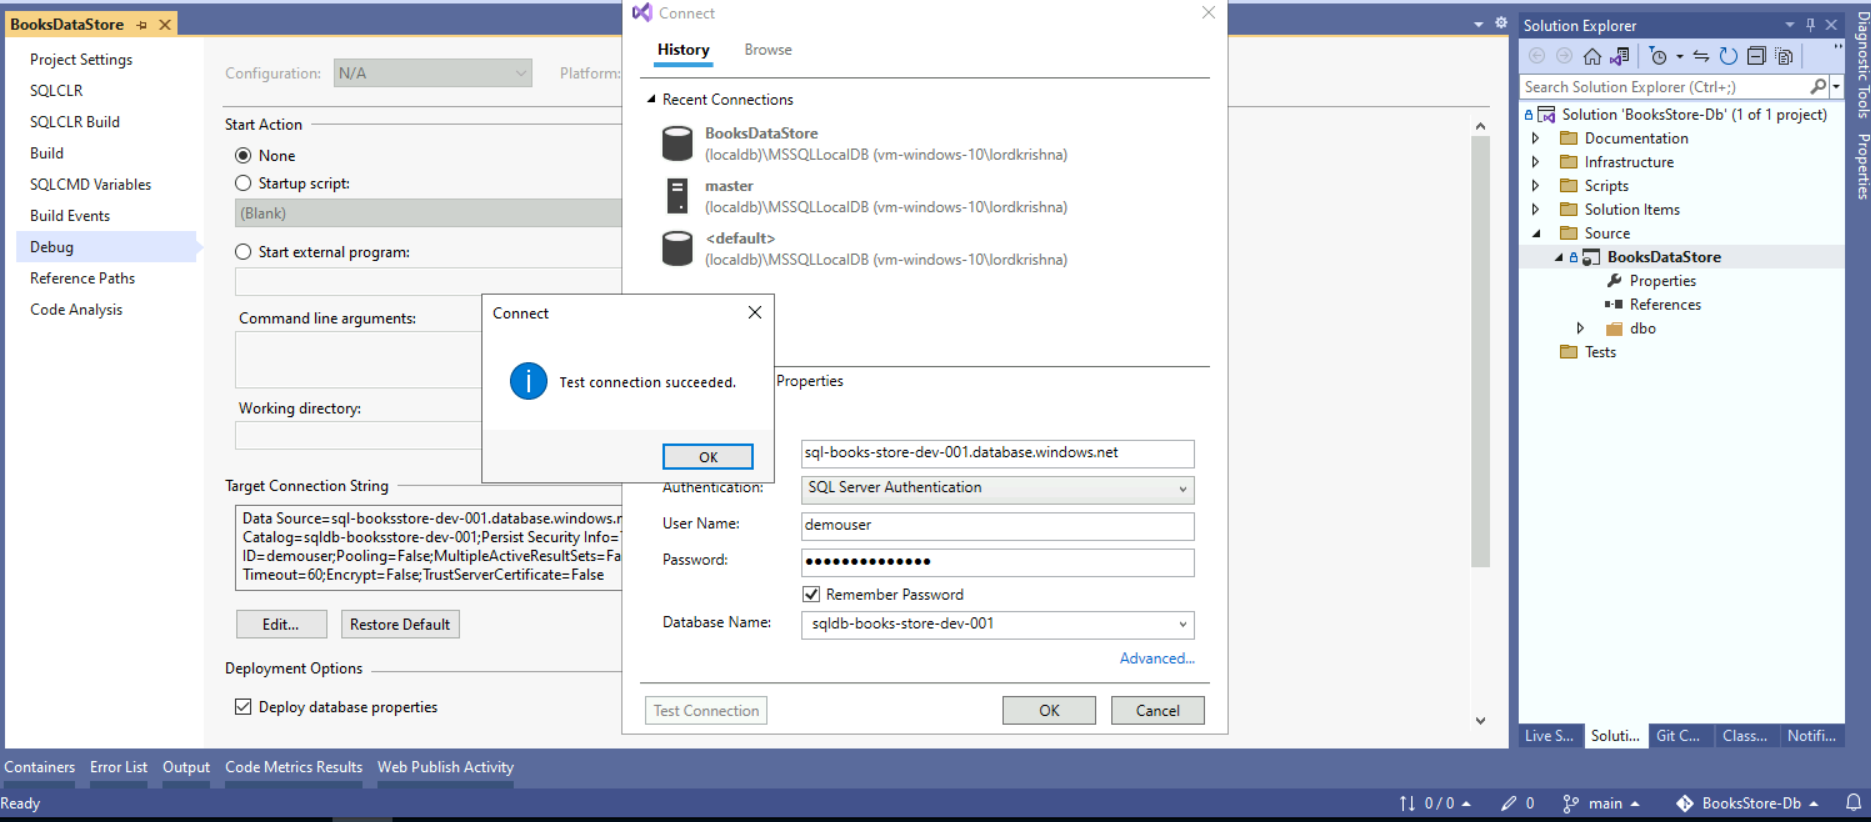 BooksDataStore
Project Settings
SQLCLR
SQLCLR Build
Build
SQLCMD Variables
Build Events
Debug
Reference Paths
Code Analysis
Configuration:
N/A
Platform:
Start Action
None
Startup script:
(Blank)
Start external program:
Command line arguments:
Working directory:
Target Connection String
Data Source=sql-booksstore-dev-001.database.windows.n
Catalog=sqldb-booksstore-dev-001;Persist Security Info=
ID=demouser;Pooling=False;MultipleActiveResultSets=Fa
Timeout=60;Encrypt=False;TrustServerCertificate=False
Edit...
Restore Default
Deployment Options
Deploy database properties
Connect
History
Browse
Recent Connections
BooksDataStore
(localdb)\MSSQLLocalDB (vm-windows-10\lordkrishna)
master
(localdb)\MSSQLLocalDB (vm-windows-10\lordkrishna)
<default>
(localdb)\MSSQLLocalDB (vm-windows-10\lordkrishna)
Connect
Test connection succeeded.
OK
Properties
sql-books-store-dev-001.database.windows.net
Authentication:
SQL Server Authentication
User Name:
demouser
Password:
Remember Password
Database Name:
sqldb-books-store-dev-001
Advanced...
Test Connection
OK
Cancel
Solution Explorer
Search Solution Explorer (Ctrl+;)
Solution 'BooksStore-Db' (1 of 1 project)
Documentation
Infrastructure
Scripts
Solution Items
Source
BooksDataStore
Properties
References
dbo
Tests
Live S...
Soluti...
Git C...
Class...
Notifi...
Diagnostic Tools
Properties
Containers
Error List
Output
Code Metrics Results
Web Publish Activity
Ready
0 / 0
0
main
BooksStore-Db